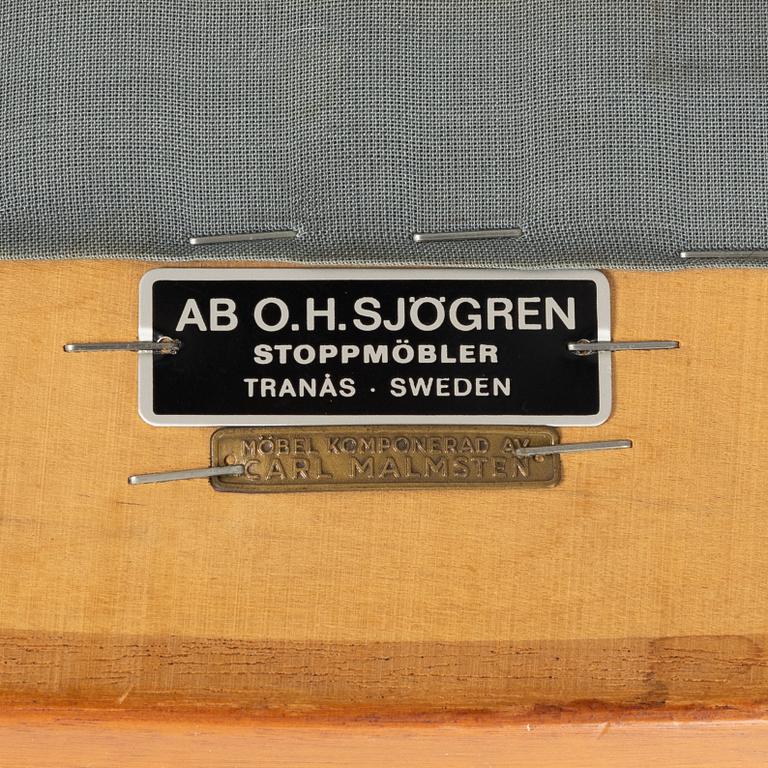 AB O.H.SJÖGREN
STOPPMÖBLER
TRANÅS · SWEDEN
MÖBEL KOMPONERAD AV
CARL MALMSTEN